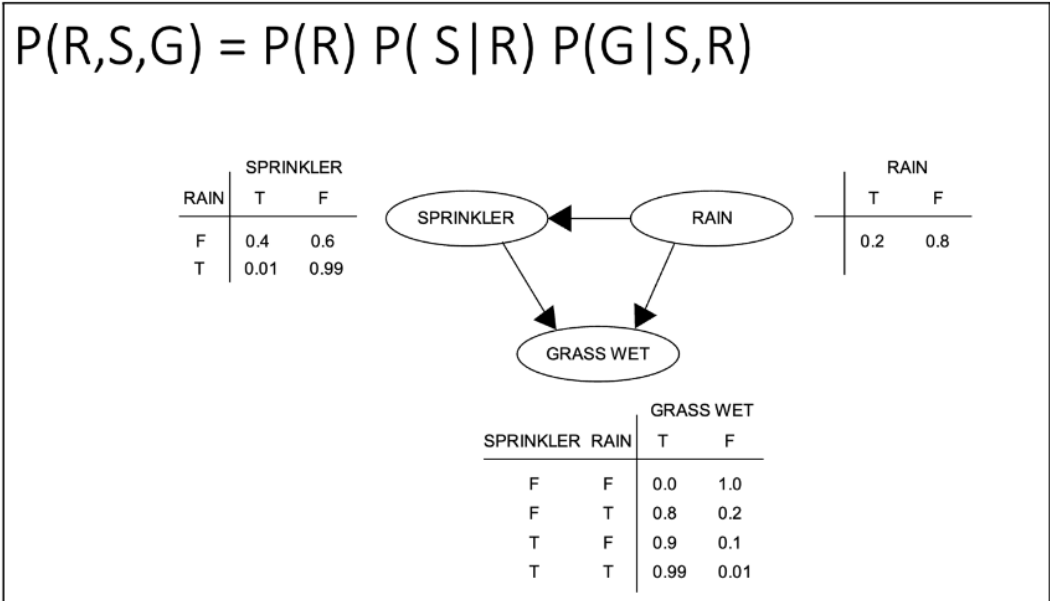 P(R,S,G) = P(R) P( S|R) P(G|S,R)
SPRINKLER
RAIN T F
F 0.4 0.6
T 0.01 0.99
SPRINKLER
RAIN
RAIN
T F
0.2 0.8
GRASS WET
GRASS WET
SPRINKLER RAIN T F
F F 0.0 1.0
F T 0.8 0.2
T F 0.9 0.1
T T 0.99 0.01